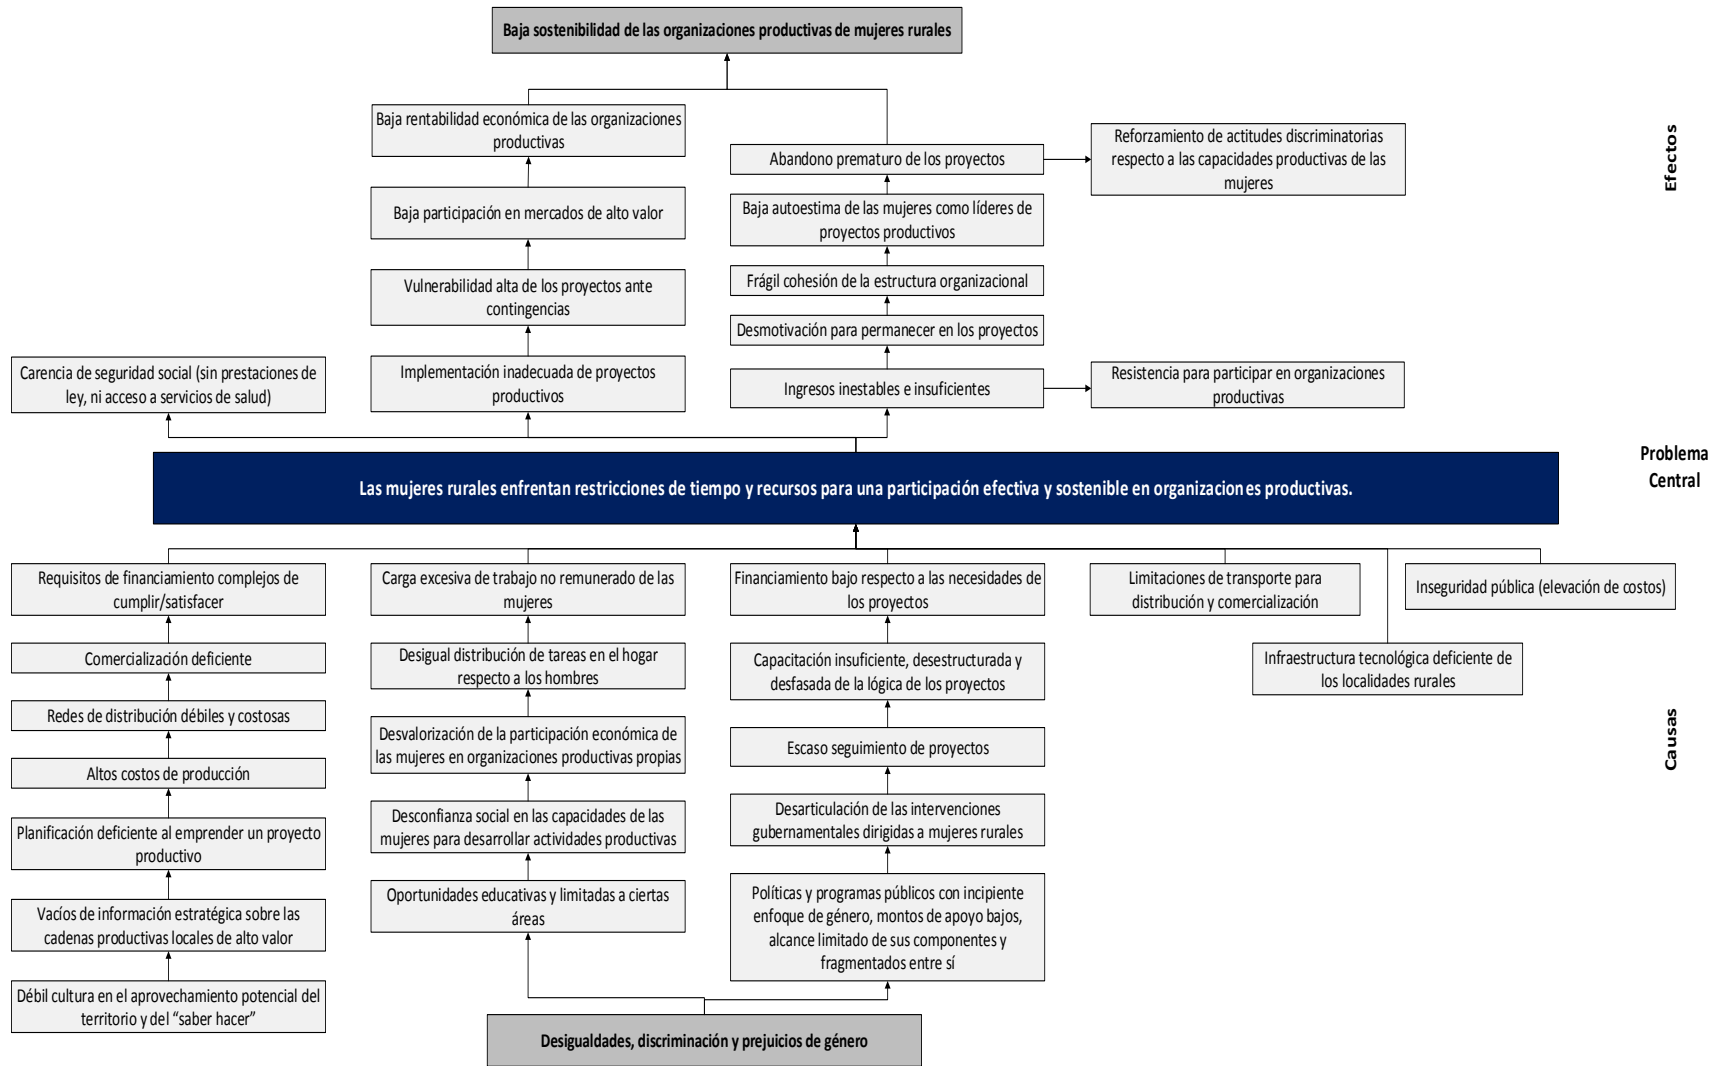 Baja sostenibilidad de las organizaciones productivas de mujeres rurales
Baja rentabilidad económica de las organizaciones
productivas
Abandono prematuro de los proyectos
Reforzamiento de actitudes discriminatorias
respecto a las capacidades productivas de las
mujeres
Efectos
Baja participación en mercados de alto valor
Baja autoestima de las mujeres como líderes de
proyectos productivos
Vulnerabilidad alta de los proyectos ante
contingencias
Frágil cohesión de la estructura organizacional
Desmotivación para permanecer en los proyectos
Carencia de seguridad social (sin prestaciones de
ley, ni acceso a servicios de salud)
Implementación inadecuada de proyectos
productivos
Ingresos inestables e insuficientes
Resistencia para participar en organizaciones
productivas
Problema
Central
Las mujeres rurales enfrentan restricciones de tiempo y recursos para una participación efectiva y sostenible en organizaciones productivas.
Requisitos de financiamiento complejos de
cumplir/satisfacer
Carga excesiva de trabajo no remunerado de las
mujeres
Financiamiento bajo respecto a las necesidades de
los proyectos
Limitaciones de transporte para
distribución y comercialización
Inseguridad pública (elevación de costos)
Comercialización deficiente
Desigual distribución de tareas en el hogar
respecto a los hombres
Capacitación insuficiente, desestructurada y
desfasada de la lógica de los proyectos
Infraestructura tecnológica deficiente de
los localidades rurales
Redes de distribución débiles y costosas
Desvalorización de la participación económica de
las mujeres en organizaciones productivas propias
Escaso seguimiento de proyectos
Causas
Altos costos de producción
Planificación deficiente al emprender un proyecto
productivo
Desconfianza social en las capacidades de las
mujeres para desarrollar actividades productivas
Desarticulación de las intervenciones
gubernamentales dirigidas a mujeres rurales
Vacíos de información estratégica sobre las
cadenas productivas locales de alto valor
Oportunidades educativas y limitadas a ciertas
áreas
Políticas y programas públicos con incipiente
enfoque de género, montos de apoyo bajos,
alcance limitado de sus componentes y
fragmentados entre sí
Débil cultura en el aprovechamiento potencial del
territorio y del “saber hacer”
Desigualdades, discriminación y prejuicios de género